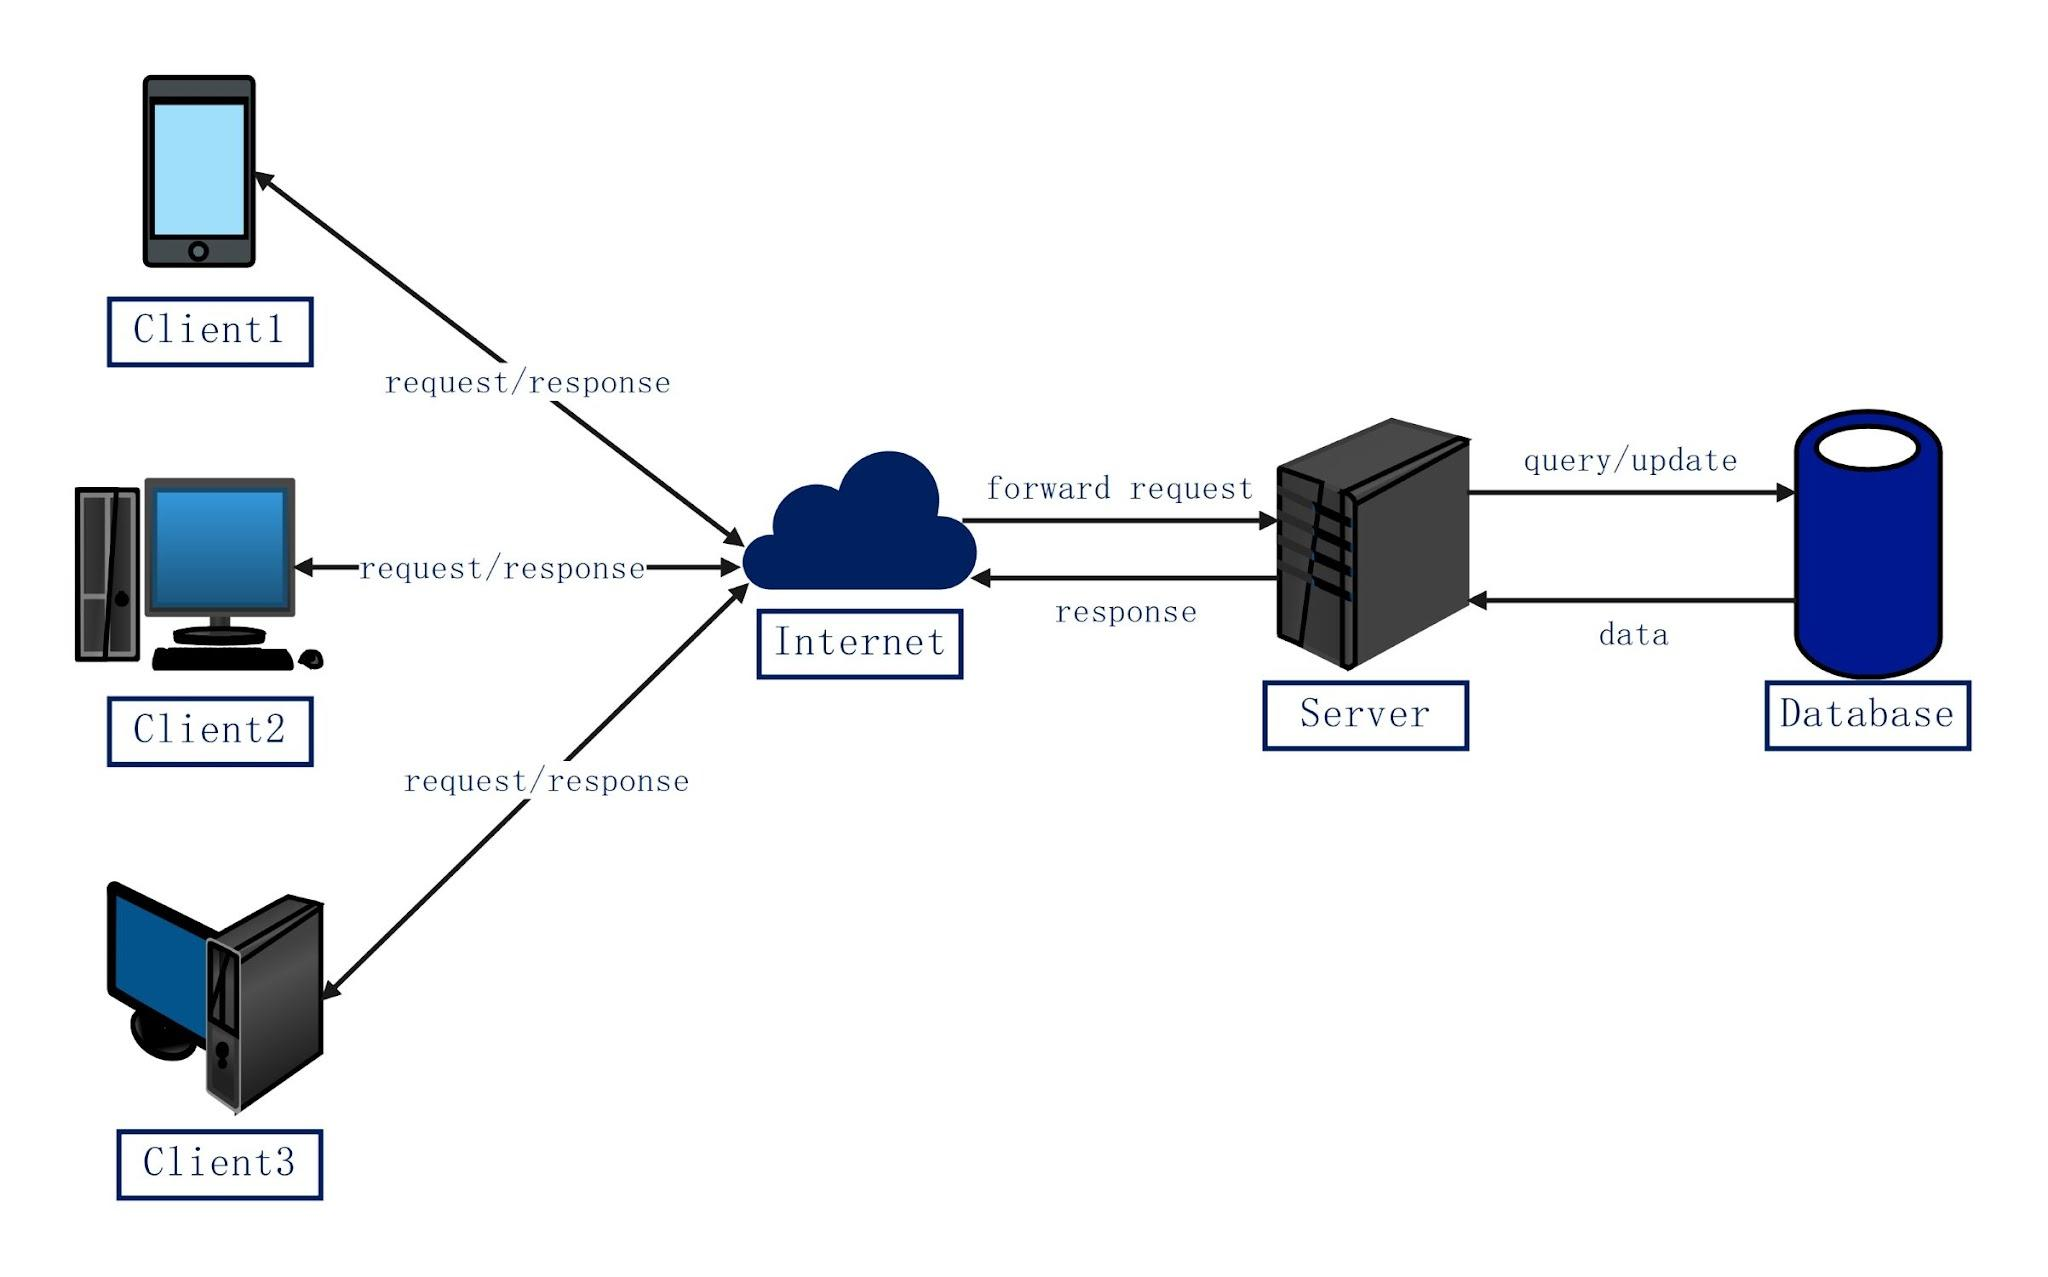 Client1
request/response
Client2
request/response
Client3
request/response
Internet
forward request
response
Server
query/update
data
Database